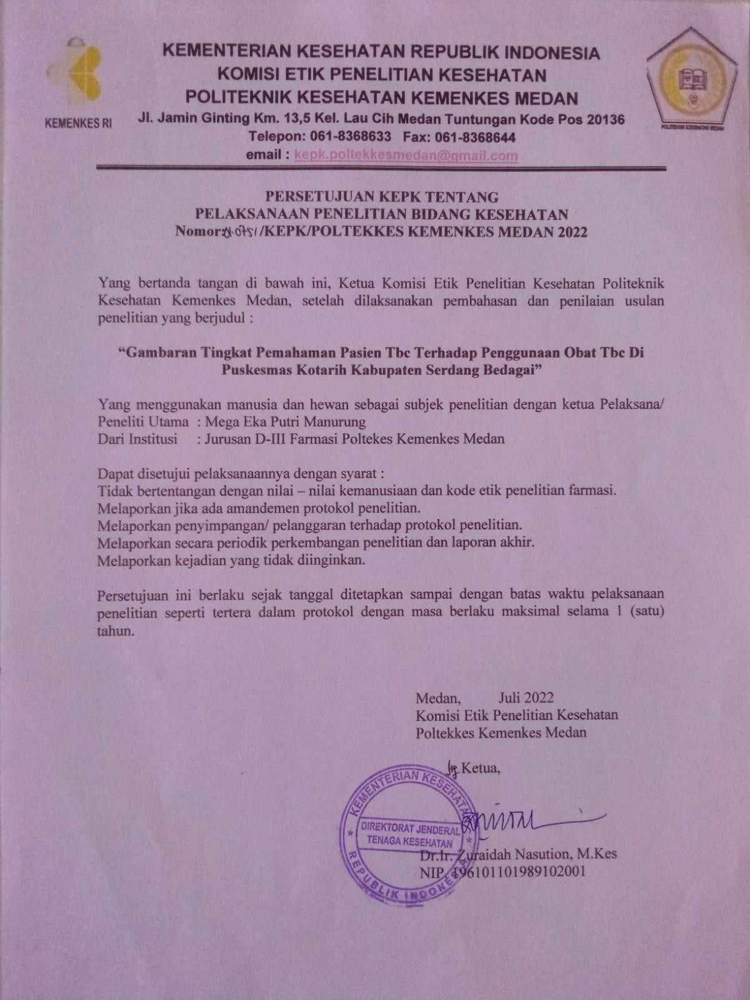 KEMENTERIAN KESEHATAN REPUBLIK INDONESIA
KOMISI ETIK PENELITIAN KESEHATAN
POLITEKNIK KESEHATAN KEMENKES MEDAN
KEMENKES RI
Jl. Jamin Ginting Km. 13,5 Kel. Lau Cih Medan Tuntungan Kode Pos 20136
POLITEKNIK KESEHATAN MEDAN
Telepon: 061-8368633 Fax: 061-8368644
email : kepk.poltekkesmedan@gmail.com
PERSETUJUAN KEPK TENTANG
PELAKSANAAN PENELITIAN BIDANG KESEHATAN
Nomor: /KEPK/POLTEKKES KEMENKES MEDAN 2022
Yang bertanda tangan di bawah ini, Ketua Komisi Etik Penelitian Kesehatan Politeknik
Kesehatan Kemenkes Medan, setelah dilaksanakan pembahasan dan penilaian usulan
penelitian yang berjudul :
“Gambaran Tingkat Pemahaman Pasien Tbc Terhadap Penggunaan Obat Tbc Di
Puskesmas Kotarih Kabupaten Serdang Bedagai”
Yang menggunakan manusia dan hewan sebagai subjek penelitian dengan ketua Pelaksana/
Peneliti Utama : Mega Eka Putri Manurung
Dari Institusi : Jurusan D-III Farmasi Poltekes Kemenkes Medan
Dapat disetujui pelaksanaannya dengan syarat :
Tidak bertentangan dengan nilai – nilai kemanusiaan dan kode etik penelitian farmasi.
Melaporkan jika ada amandemen protokol penelitian.
Melaporkan penyimpangan/ pelanggaran terhadap protokol penelitian.
Melaporkan secara periodik perkembangan penelitian dan laporan akhir.
Melaporkan kejadian yang tidak diinginkan.
Persetujuan ini berlaku sejak tanggal ditetapkan sampai dengan batas waktu pelaksanaan
penelitian seperti tertera dalam protokol dengan masa berlaku maksimal selama 1 (satu)
tahun.
Medan, Juli 2022
Komisi Etik Penelitian Kesehatan
Poltekkes Kemenkes Medan
Ketua,
KEMENTERIAN KESEHATAN
DIREKTORAT JENDERAL
TENAGA KESEHATAN
REPUBLIK INDONESIA
Dr.Ir. Zuraidah Nasution, M.Kes
NIP. 196101101989102001